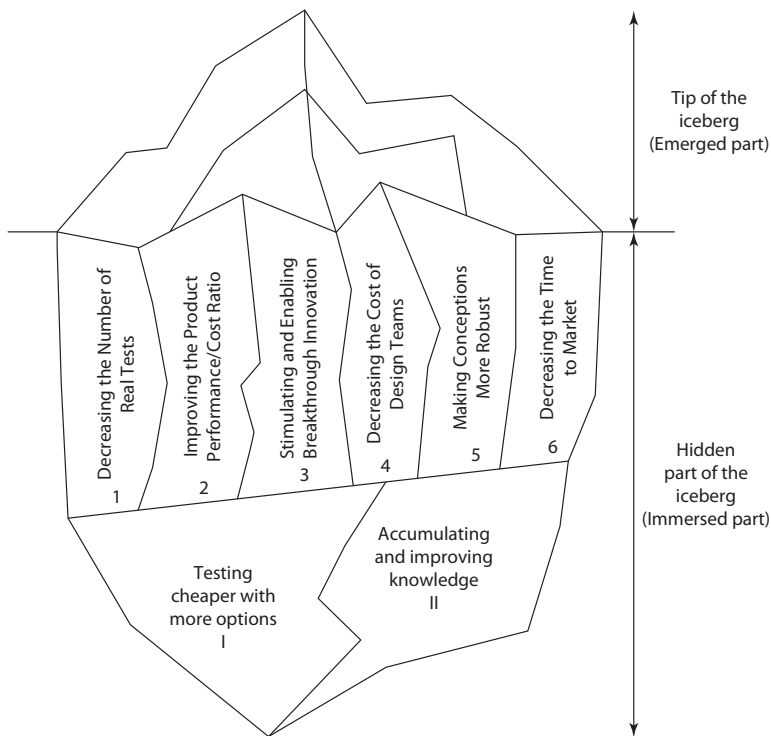 Tip of the
iceberg
(Emerged part)
Decreasing the Number of
Real Tests
1
Improving the Product
Performance/Cost Ratio
2
Stimulating and Enabling
Breakthrough Innovation
3
Decreasing the Cost of
Design Teams
4
Making Conceptions
More Robust
5
Decreasing the Time
to Market
6
Hidden
part of the
iceberg
(Immersed part)
Testing
cheaper with
more options
I
Accumulating
and improving
knowledge
II